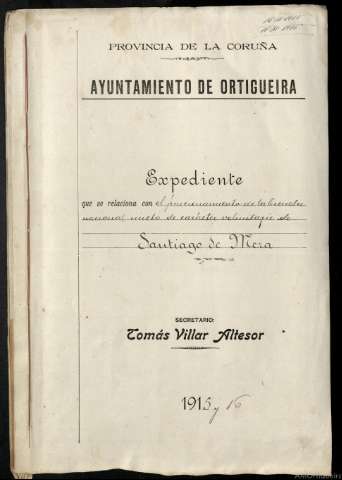 PROVINCIA DE LA CORUÑA
AYUNTAMIENTO DE ORTIGUEIRA
Expediente
que se relaciona con el funcionamiento de la Escuela
nacional mixta de carácter voluntario de
Santiago de Mera
SECRETARIO:
Tomás Villar Altesor
1915 y 16